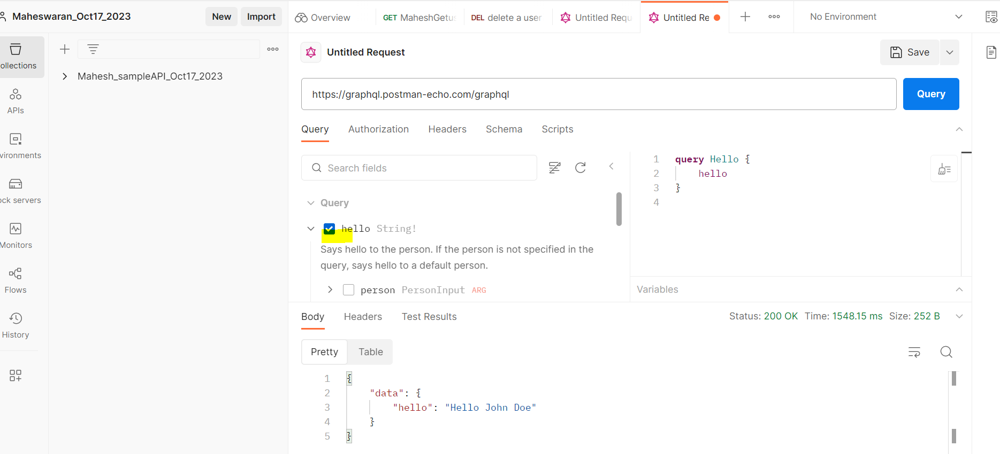 Maheswaran_Oct17_2023
New
Import
Overview
GET MaheshGetus
DEL delete a user
Untitled Requ
Untitled Re
No Environment
ollections
APIs
vironments
ock servers
Monitors
Flows
History
Mahesh_sampleAPI_Oct17_2023
Untitled Request
Save
https://graphql.postman-echo.com/graphql
Query
Query Authorization Headers Schema Scripts
Search fields
Query
hello String!
Says hello to the person. If the person is not specified in the
query, says hello to a default person.
person PersonInput ARG
1 query Hello {
2 hello
3 }
4
Variables
Body Headers Test Results
Status: 200 OK Time: 1548.15 ms Size: 252 B
Pretty Table
1 {
2 "data": {
3 "hello": "Hello John Doe"
4 }
5 }